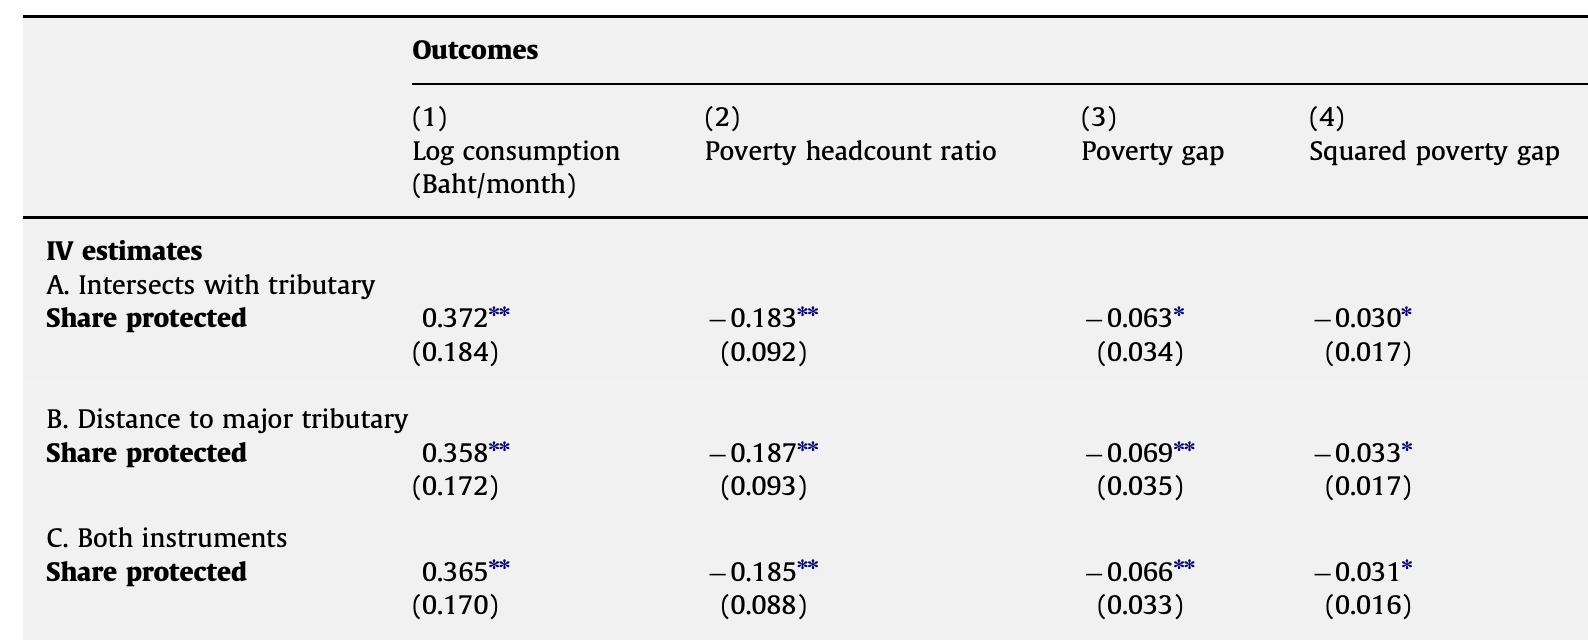 Outcomes
(1) (2) (3) (4)
Log consumption Poverty headcount ratio Poverty gap Squared poverty gap
(Baht/month)
IV estimates
A. Intersects with tributary
Share protected 0.372** −0.183** −0.063* −0.030*
(0.184) (0.092) (0.034) (0.017)
B. Distance to major tributary
Share protected 0.358** −0.187** −0.069** −0.033*
(0.172) (0.093) (0.035) (0.017)
C. Both instruments
Share protected 0.365** −0.185** −0.066** −0.031*
(0.170) (0.088) (0.033) (0.016)